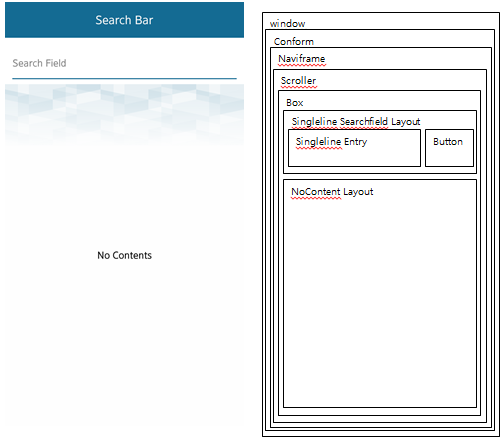 Search Bar
Search Field
No Contents
window
Conform
Naviframe
Scroller
Box
Singleline Searchfield Layout
Singleline Entry
Button
NoContent Layout